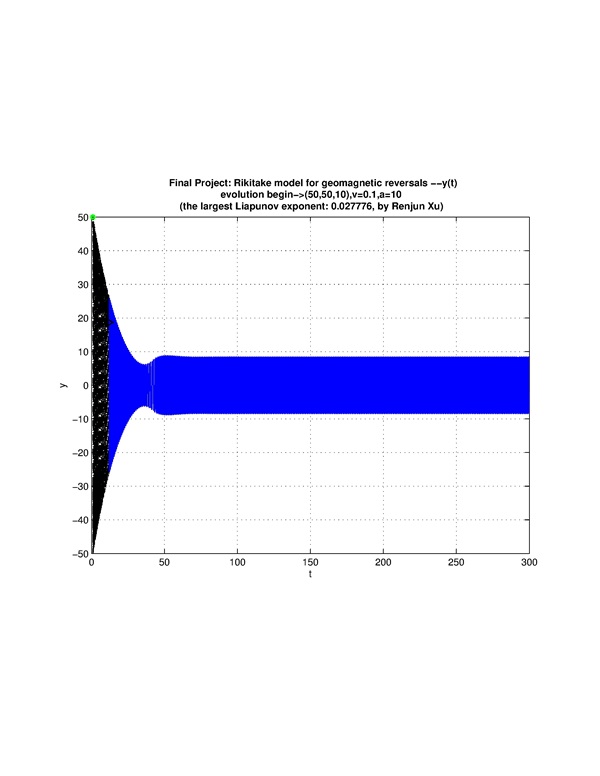 Final Project: Rikitake model for geomagnetic reversals −−y(t)
evolution begin−>(50,50,10),v=0.1,a=10
(the largest Liapunov exponent: 0.027776, by Renjun Xu)
50
40
30
20
10
0
−10
−20
−30
−40
−50
y
0 50 100 150 200 250 300
t